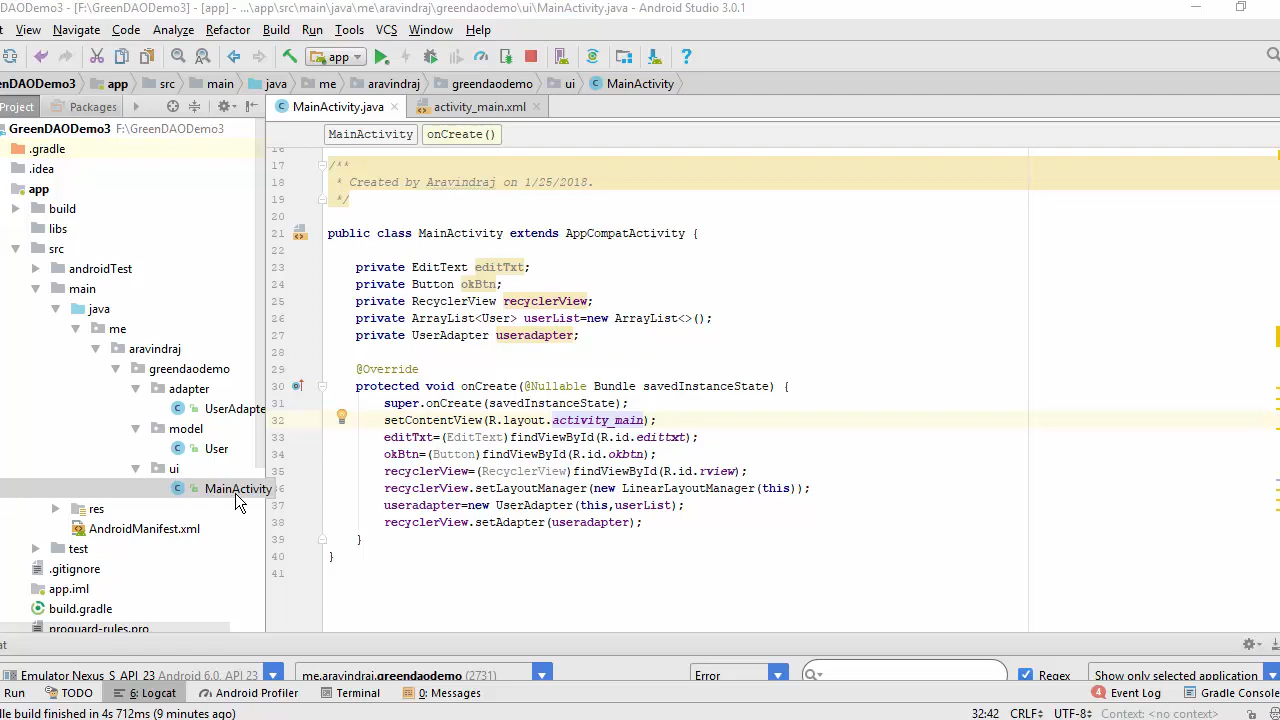 DAODemo3] - [F:\GreenDAODemo3] - [app] - ...\app\src\main\java\me\aravindraj\greendaodemo\ui\MainActivity.java - Android Studio 3.0.1
View Navigate Code Analyze Refactor Build Run Tools VCS Window Help
app
enDAODemo3 app src main java me aravindraj greendaodemo ui MainActivity
Project Packages MainActivity.java activity_main.xml
MainActivity onCreate()
GreenDAODemo3 F:\GreenDAODemo3
.gradle
.idea
app
build
libs
src
androidTest
main
java
me
aravindraj
greendaodemo
adapter
UserAdapte
model
User
ui
MainActivity
res
AndroidManifest.xml
test
.gitignore
app.iml
build.gradle
proguard-rules.pro
16
17 /**
18 * Created by Aravindraj on 1/25/2018.
19 */
20
21 public class MainActivity extends AppCompatActivity {
22
23 private EditText editTxt;
24 private Button okBtn;
25 private RecyclerView recyclerView;
26 private ArrayList<User> userList=new ArrayList<>();
27 private UserAdapter useradapter;
28
29 @Override
30 protected void onCreate(@Nullable Bundle savedInstanceState) {
31 super.onCreate(savedInstanceState);
32 setContentView(R.layout.activity_main);
33 editTxt=(EditText)findViewById(R.id.edittxt);
34 okBtn=(Button)findViewById(R.id.okbtn);
35 recyclerView=(RecyclerView)findViewById(R.id.rview);
36 recyclerView.setLayoutManager(new LinearLayoutManager(this));
37 useradapter=new UserAdapter(this,userList);
38 recyclerView.setAdapter(useradapter);
39 }
40 }
41
at
Emulator Nexus_S_API_23 Android 6.0, API 23 me.aravindraj.greendaodemo (2731) Error Regex Show only selected application
Run TODO 6: Logcat Android Profiler Terminal 0: Messages 4 Event Log Gradle Console
le build finished in 4s 712ms (9 minutes ago) 32:42 CRLF UTF-8 Context: <no context>